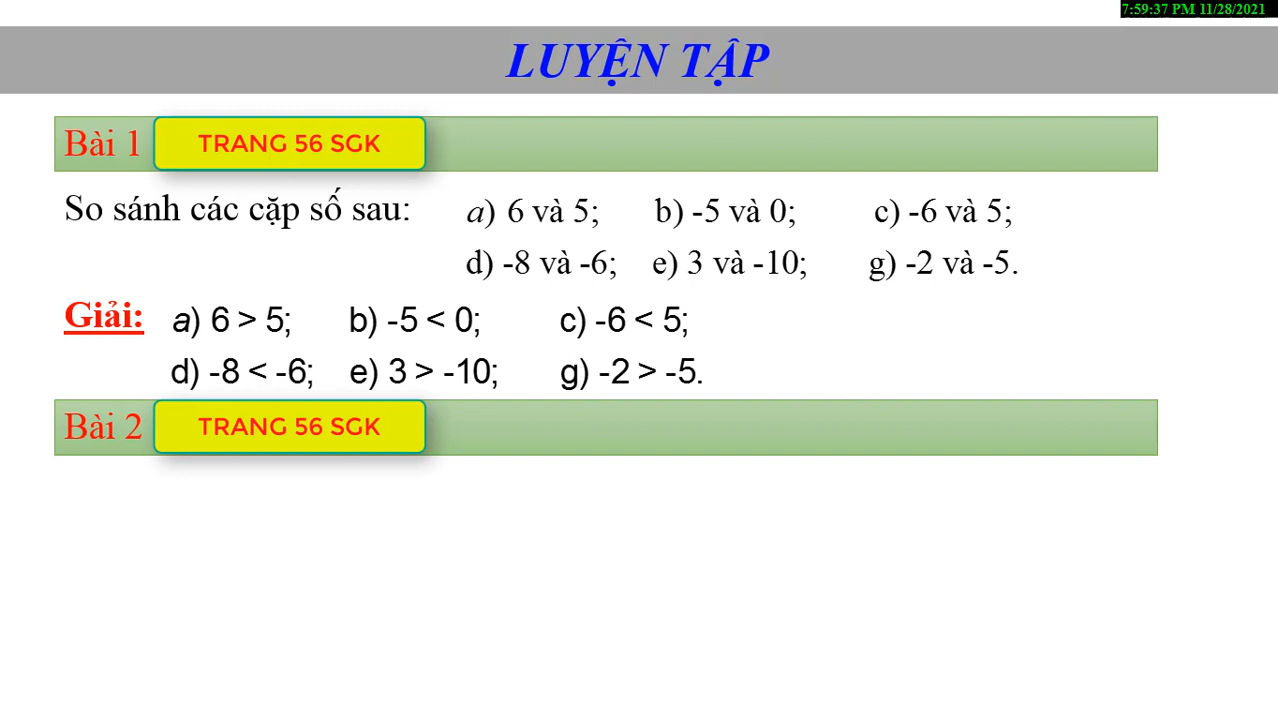 7:59:37 PM 11/28/2021
LUYỆN TẬP
Bài 1 TRANG 56 SGK
So sánh các cặp số sau: a) 6 và 5; b) -5 và 0; c) -6 và 5;
d) -8 và -6; e) 3 và -10; g) -2 và -5.
Giải: a) 6 > 5; b) -5 < 0; c) -6 < 5;
d) -8 < -6; e) 3 > -10; g) -2 > -5.
Bài 2 TRANG 56 SGK